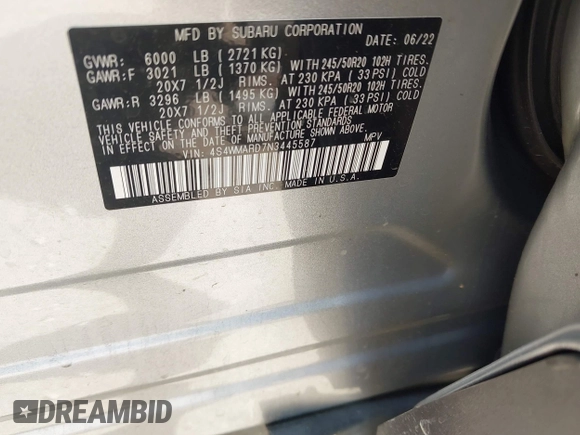 MFD BY SUBARU CORPORATION
DATE: 06/22
GVWR: 6000 LB ( 2721 KG)
GAWR:F 3021 LB ( 1370 KG) WITH 245/50R20 102H TIRES.
20X7 1/2J RIMS. AT 230 KPA ( 33 PSI) COLD
GAWR:R 3296 LB ( 1495 KG) WITH 245/50R20 102H TIRES.
20X7 1/2J RIMS. AT 230 KPA ( 33 PSI) COLD
THIS VEHICLE CONFORMS TO ALL APPLICABLE FEDERAL MOTOR
VEHICLE SAFETY AND THEFT PREVENTION STANDARDS IN EFFECT
ON THE DATE OF MANUFACTURE SHOWN ABOVE.
VIN: 4S4WMARD7N3445587 MPV
ASSEMBLED BY SIA INC. MADE IN U.S.A.
DREAMBID